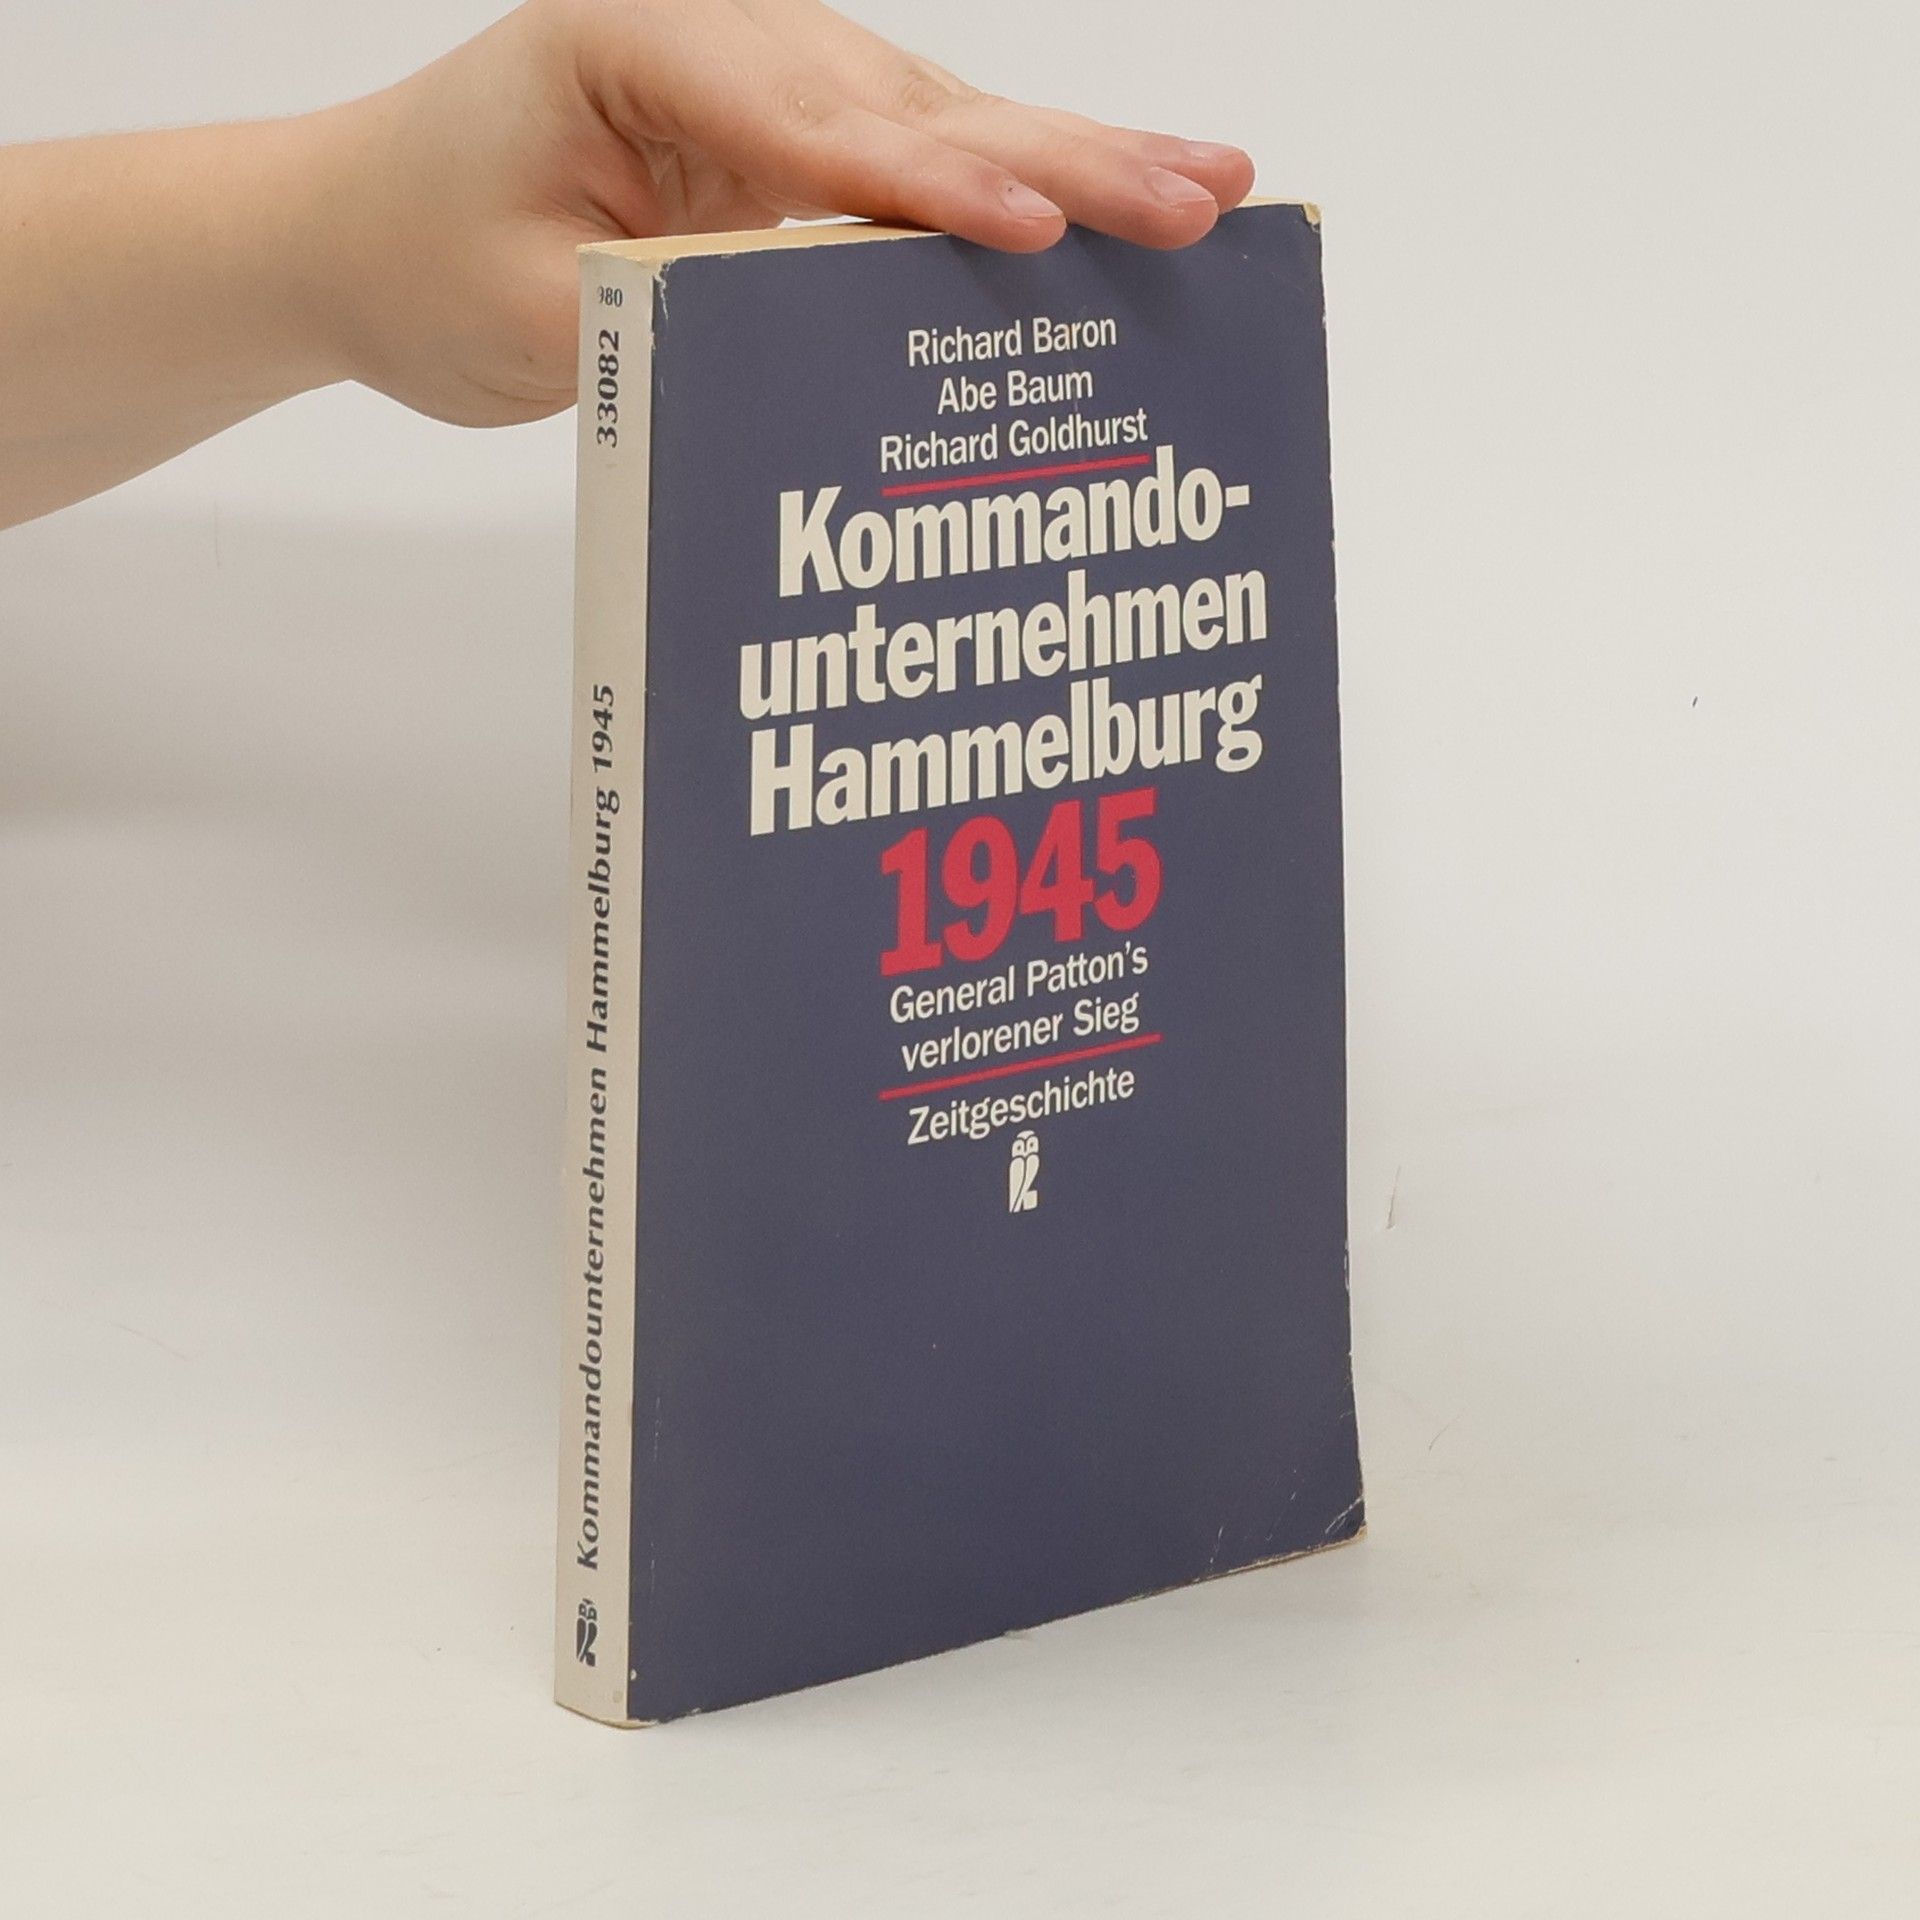 980
33082
Kommandounternehmen Hammelburg 1945
Richard Baron
Abe Baum
Richard Goldhurst
Kommando-
unternehmen
Hammelburg
1945
General Patton's
verlorener Sieg
Zeitgeschichte